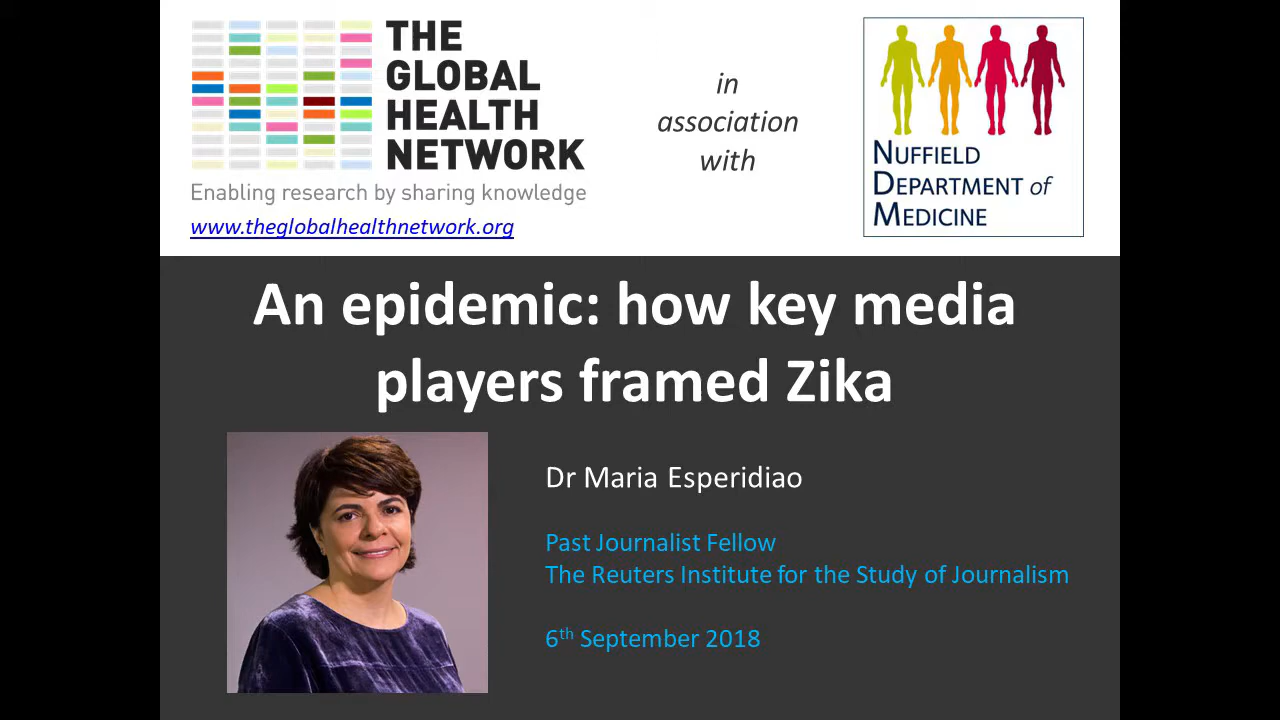 THE
GLOBAL
HEALTH
NETWORK
Enabling research by sharing knowledge
www.theglobalhealthnetwork.org
in
association
with
NUFFIELD
DEPARTMENT of
MEDICINE
An epidemic: how key media
players framed Zika
Dr Maria Esperidiao
Past Journalist Fellow
The Reuters Institute for the Study of Journalism
6th September 2018